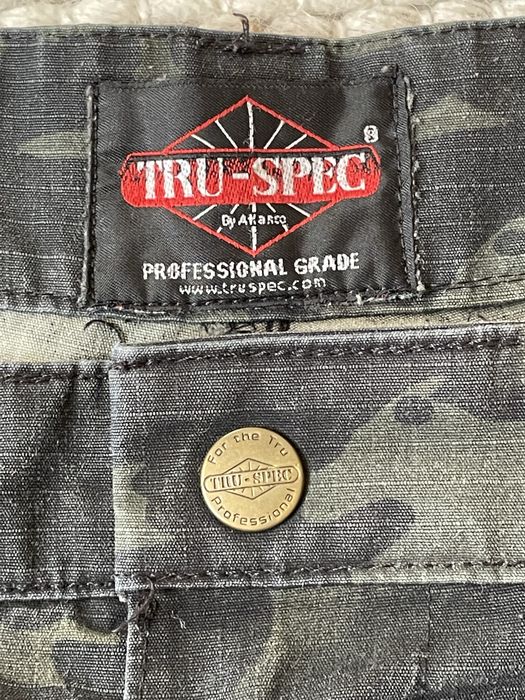 TRU-SPEC®
By Atlanco
PROFESSIONAL GRADE
www.truspec.com
For the Tru
TRU-SPEC
Professional